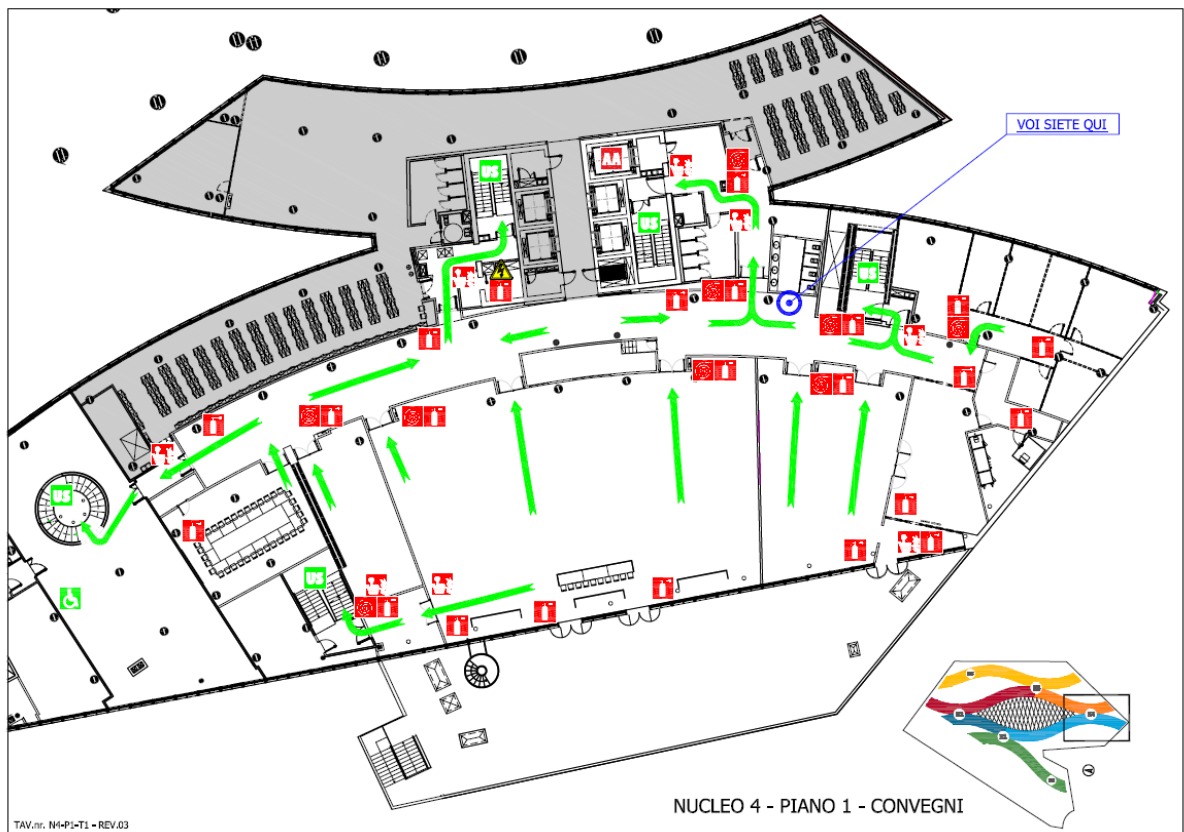 VOI SIETE QUI
AA
US
US
US
US
US
NUCLEO 4 - PIANO 1 - CONVEGNI
TAV.nr. N4-P1-T1 - REV.03